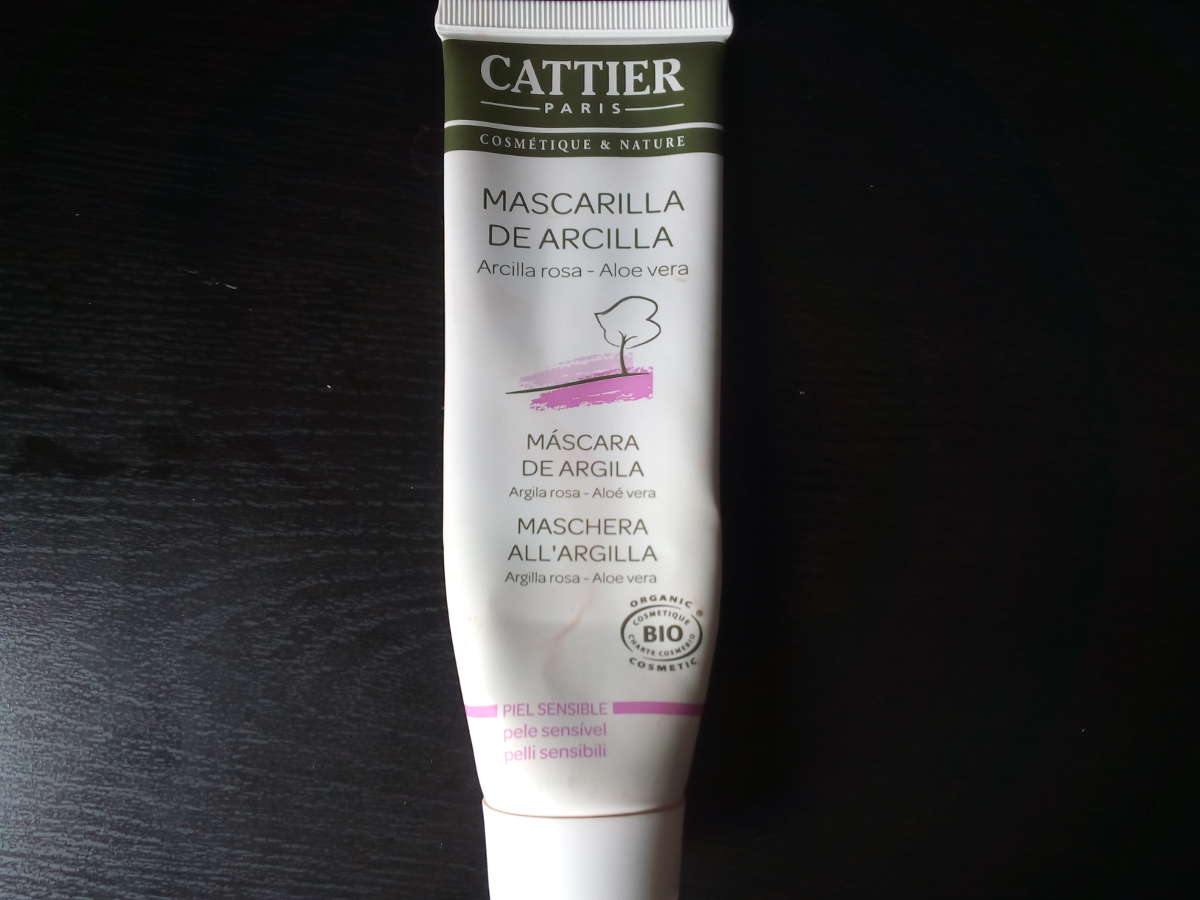 CATTIER
PARIS
COSMÉTIQUE & NATURE
MASCARILLA
DE ARCILLA
Arcilla rosa - Aloe vera
MÁSCARA
DE ARGILA
Argila rosa - Aloé vera
MASCHERA
ALL'ARGILLA
Argilla rosa - Aloe vera
ORGANIC ®
COSMETIQUE
BIO
CHARTE COSMEBIO
COSMETIC
PIEL SENSIBLE
pele sensível
pelli sensibili